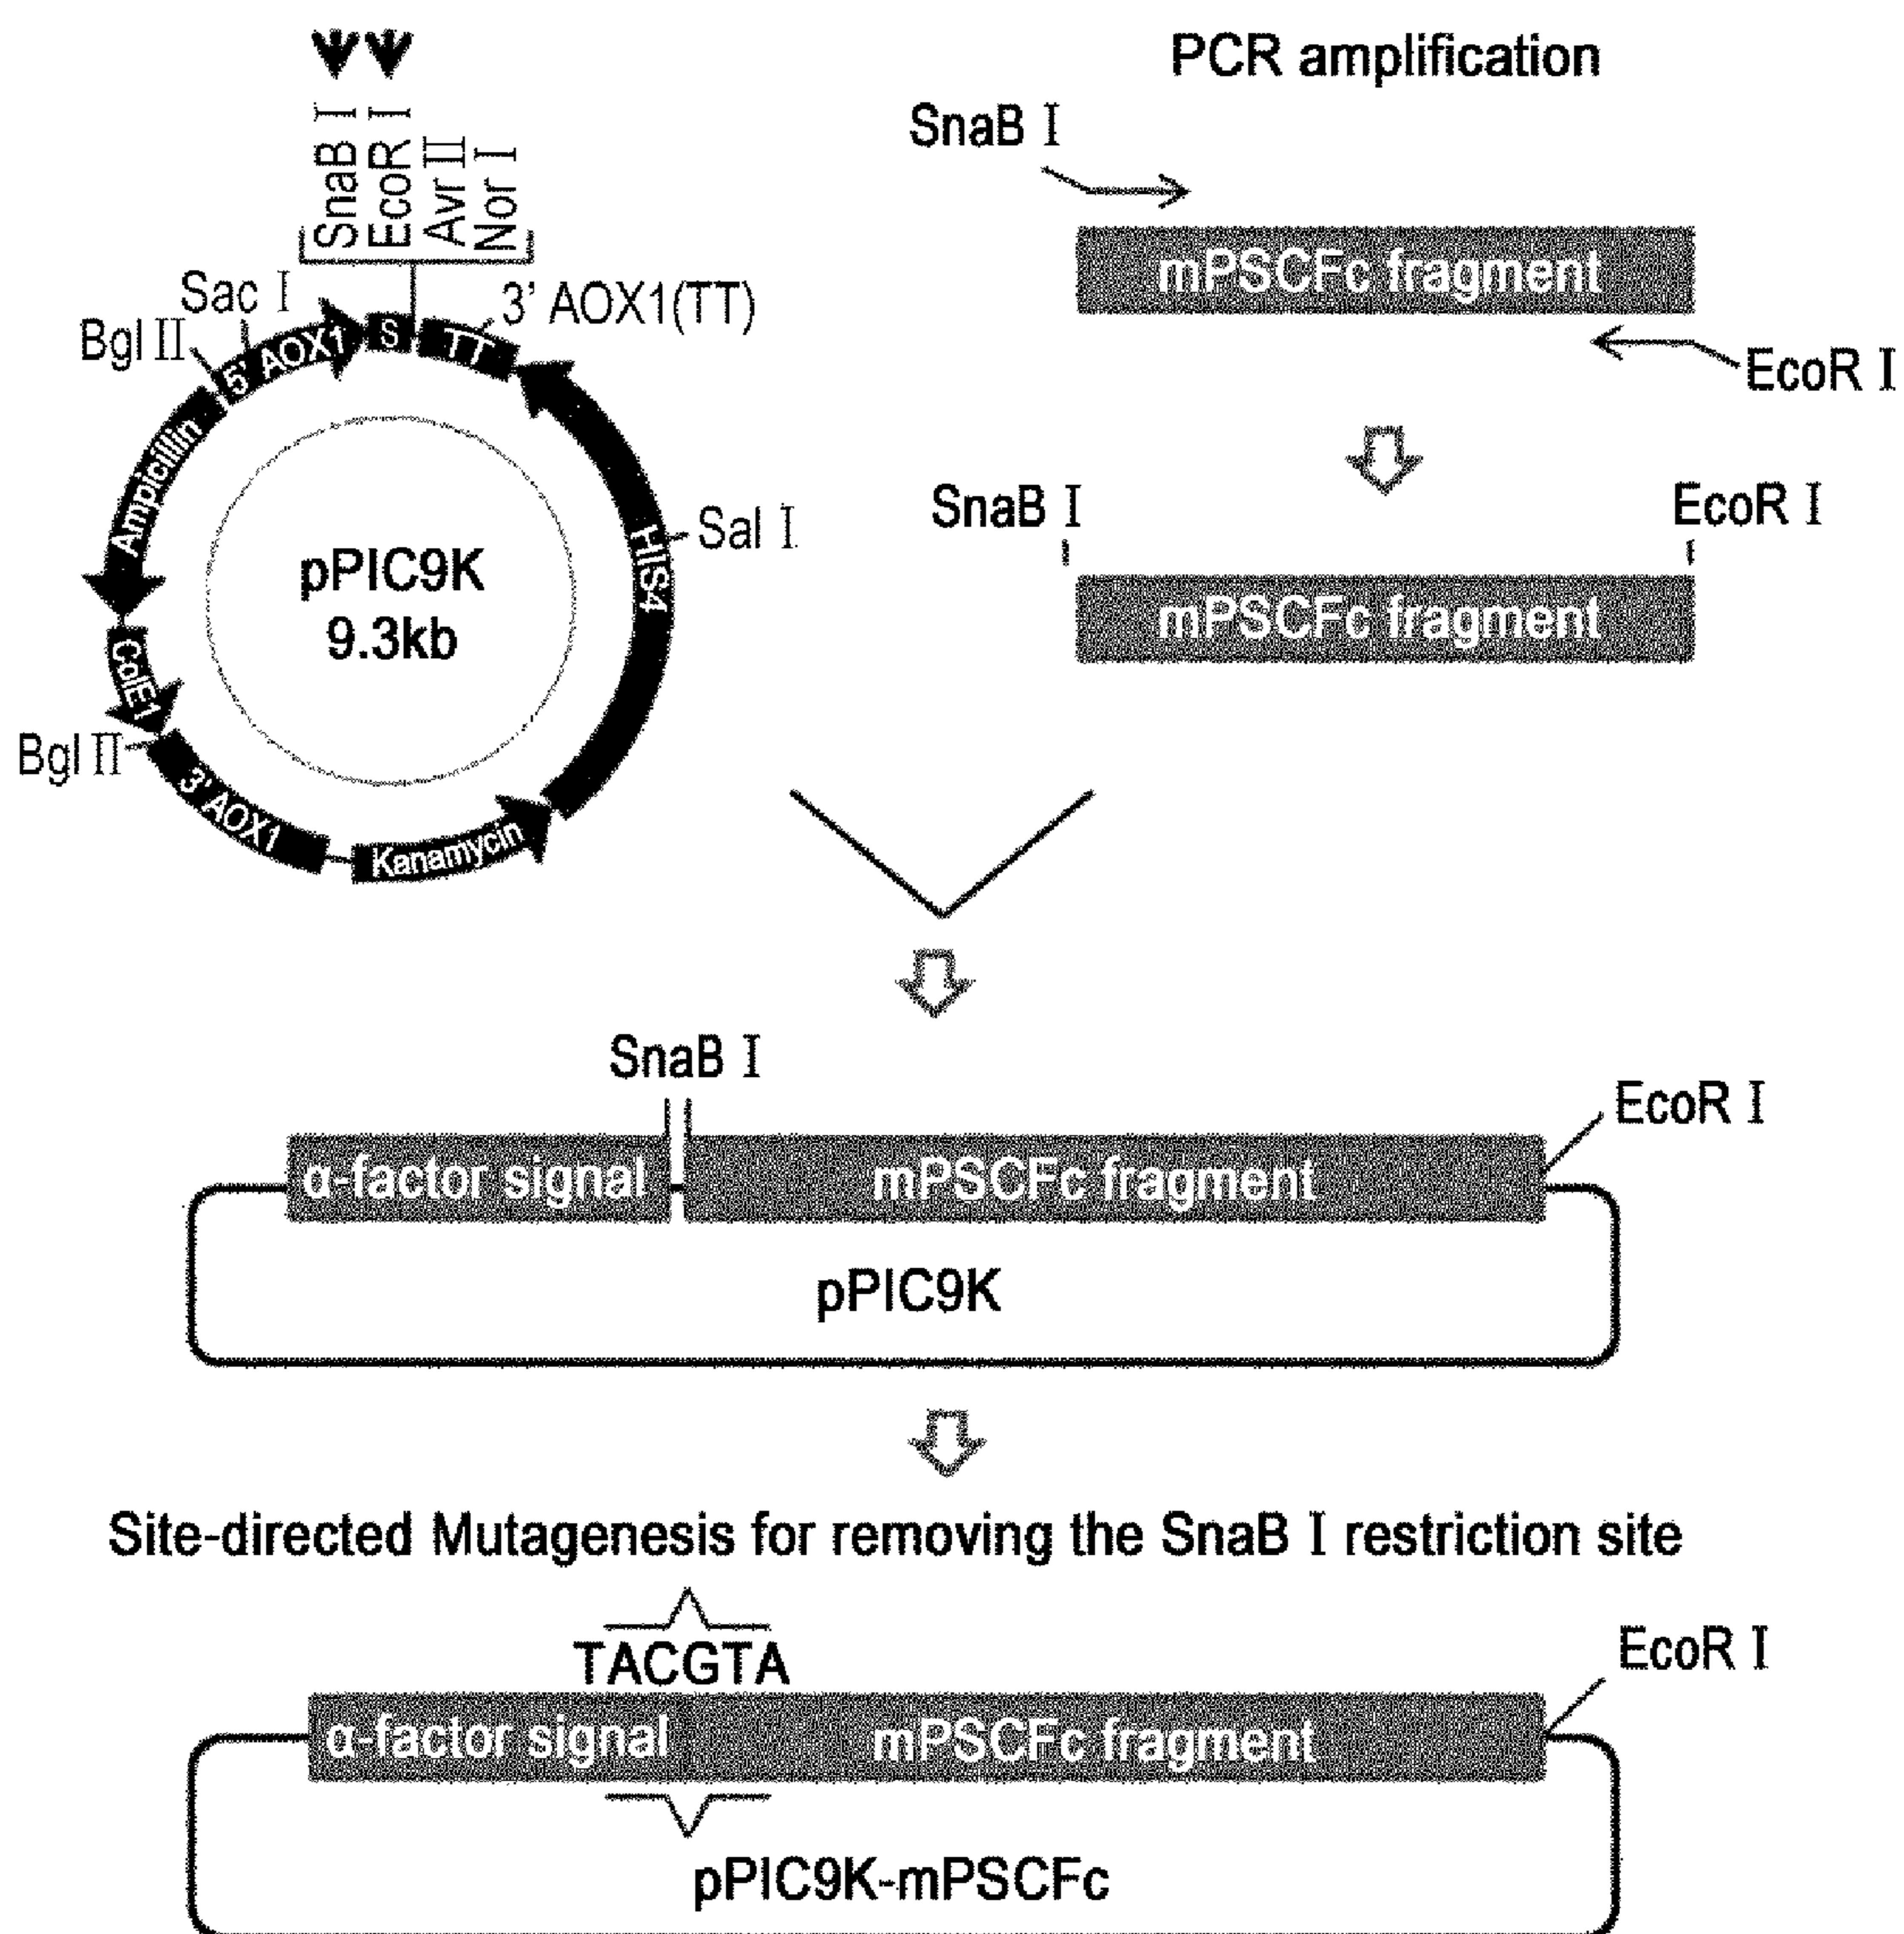 PCR amplification
SnaB I
EcoR I
Avr II
Nor I
SnaB I
mPSCFc fragment
EcoR I
Sac I
Bgl II
5' AOX1
S
TT
3' AOX1(TT)
Ampicillin
HIS4
Sal I
pPIC9K
9.3kb
ColE1
Bgl II
3' AOX1
Kanamycin
SnaB I
EcoR I
mPSCFc fragment
SnaB I
EcoR I
α-factor signal
mPSCFc fragment
pPIC9K
Site-directed Mutagenesis for removing the SnaB I restriction site
TACGTA
EcoR I
α-factor signal
mPSCFc fragment
pPIC9K-mPSCFc